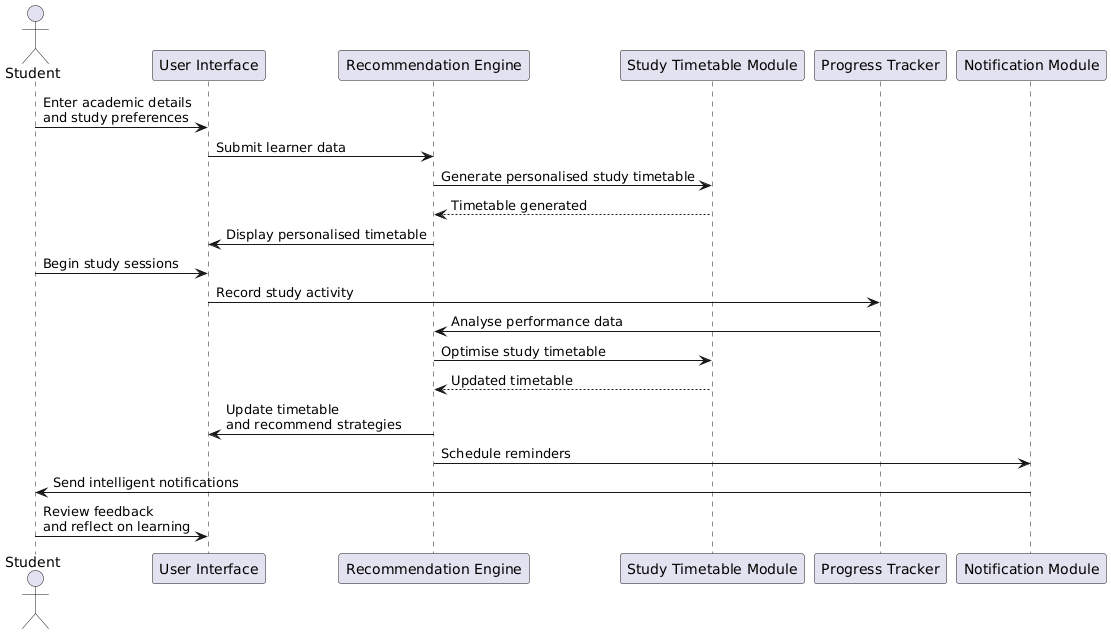 Student
User Interface
Recommendation Engine
Study Timetable Module
Progress Tracker
Notification Module
Enter academic details
and study preferences
Submit learner data
Generate personalised study timetable
Timetable generated
Display personalised timetable
Begin study sessions
Record study activity
Analyse performance data
Optimise study timetable
Updated timetable
Update timetable
and recommend strategies
Schedule reminders
Send intelligent notifications
Review feedback
and reflect on learning
Student
User Interface
Recommendation Engine
Study Timetable Module
Progress Tracker
Notification Module